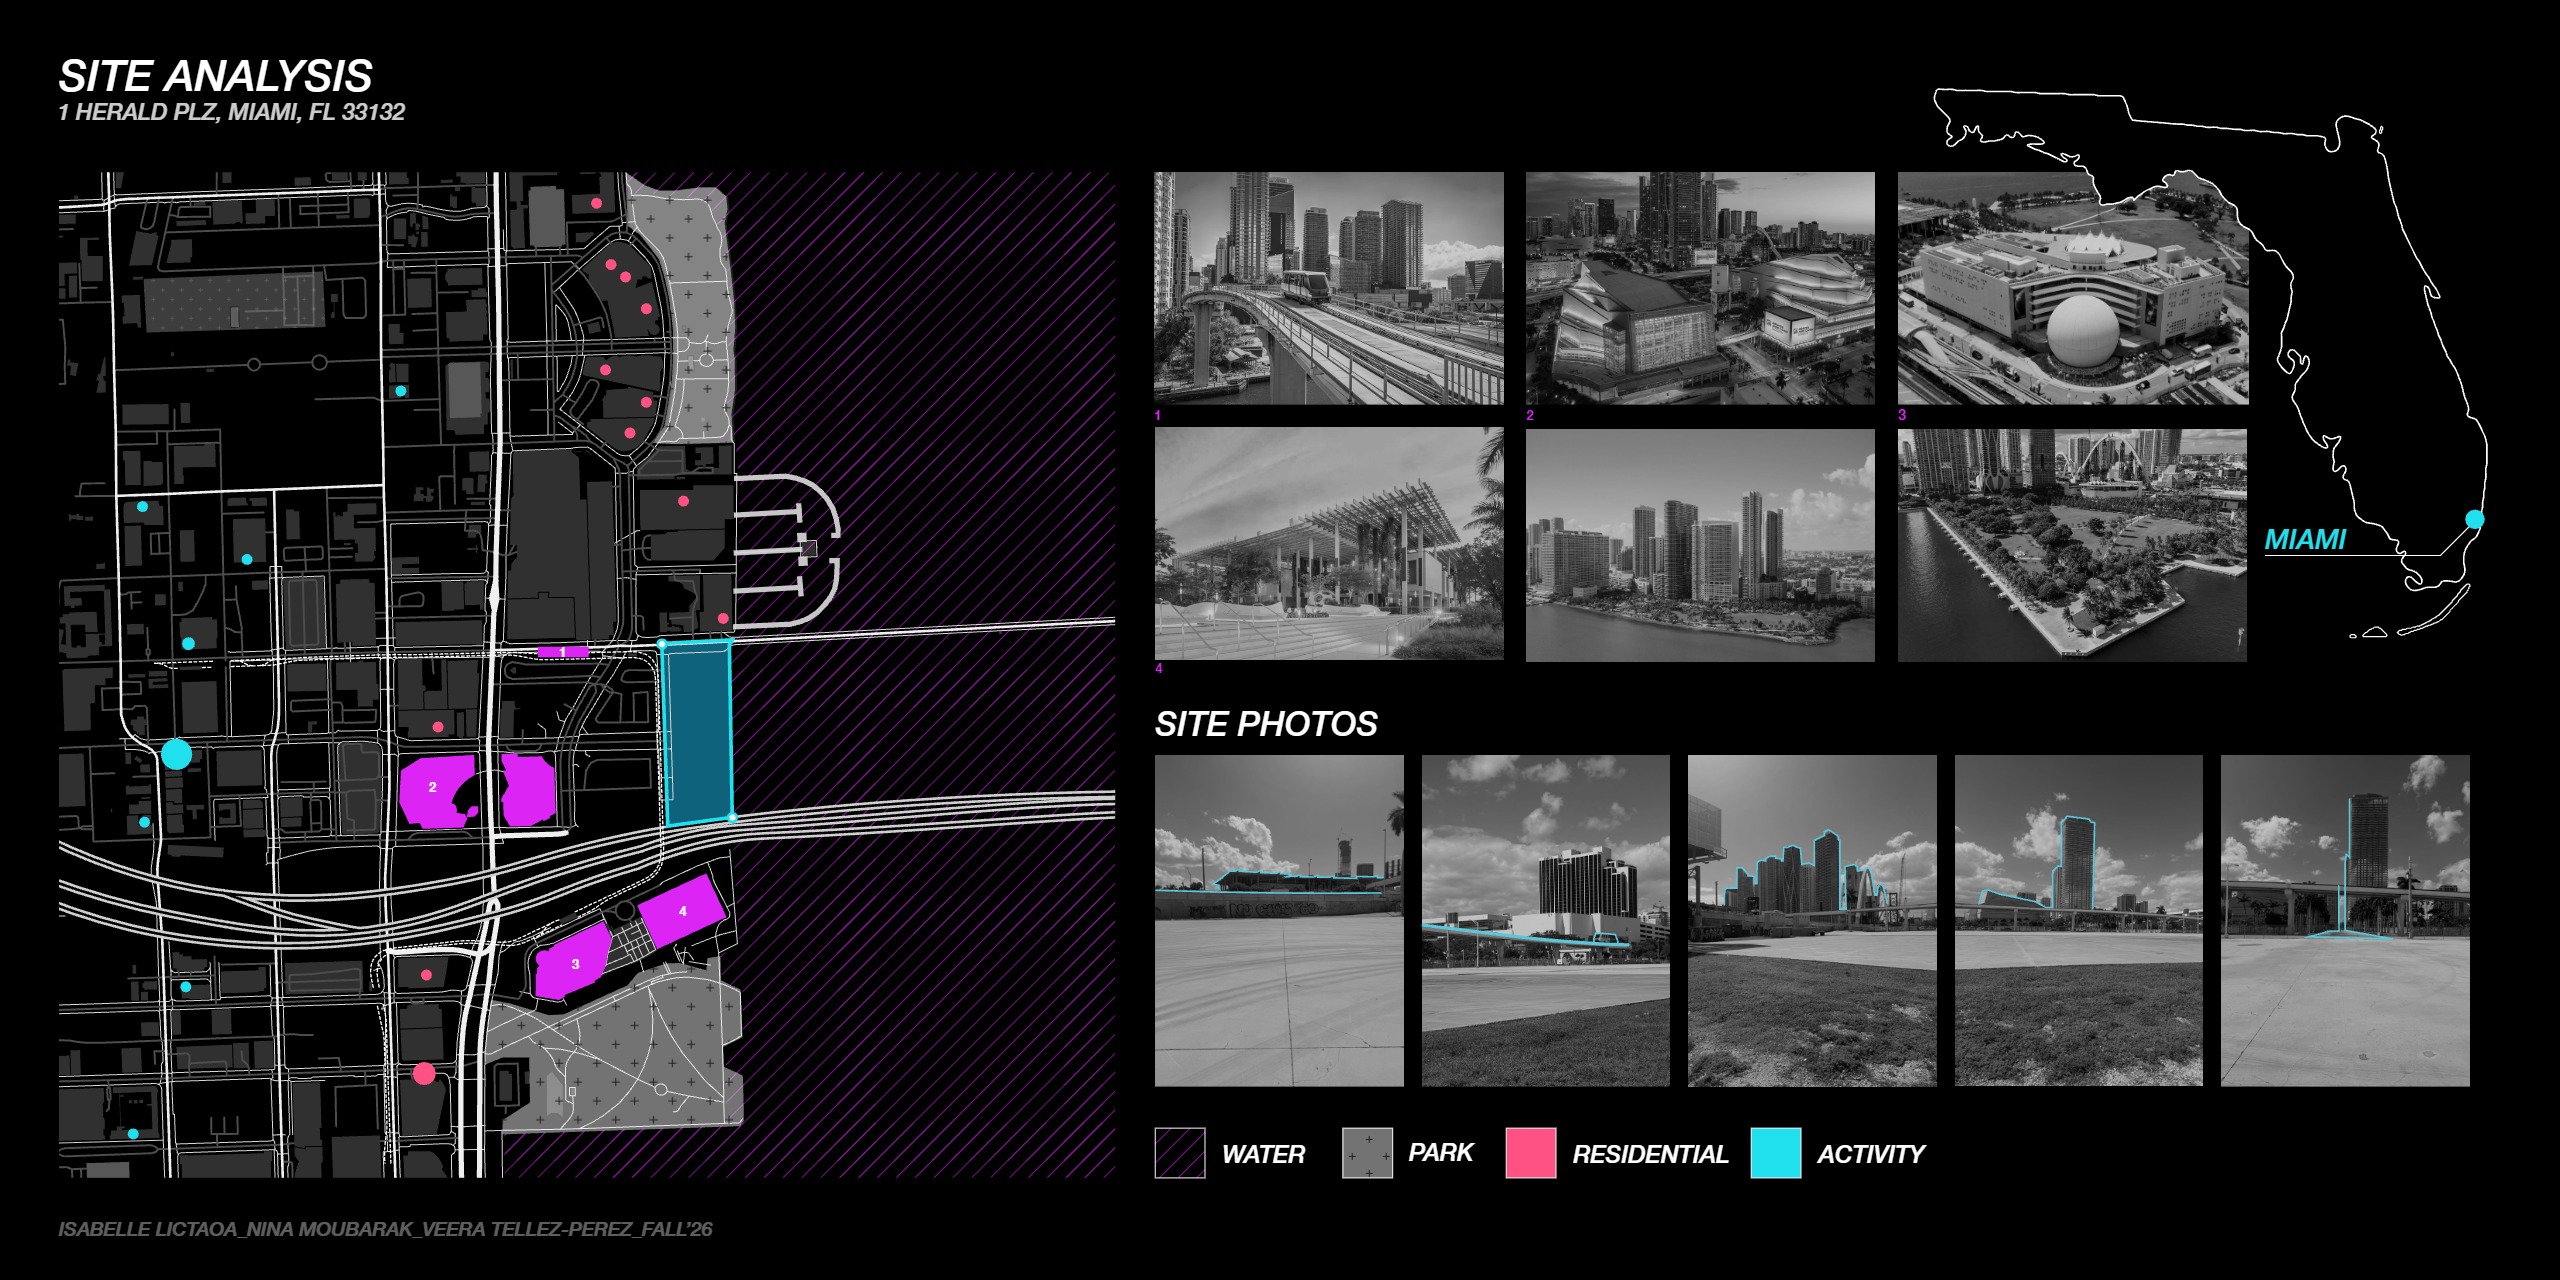 SITE ANALYSIS
1 HERALD PLZ, MIAMI, FL 33132
1
2
3
4
1
2
3
4
MIAMI
SITE PHOTOS
WATER
PARK
RESIDENTIAL
ACTIVITY
ISABELLE LICTAOA_NINA MOUBARAK_VEERA TELLEZ-PEREZ_FALL'26